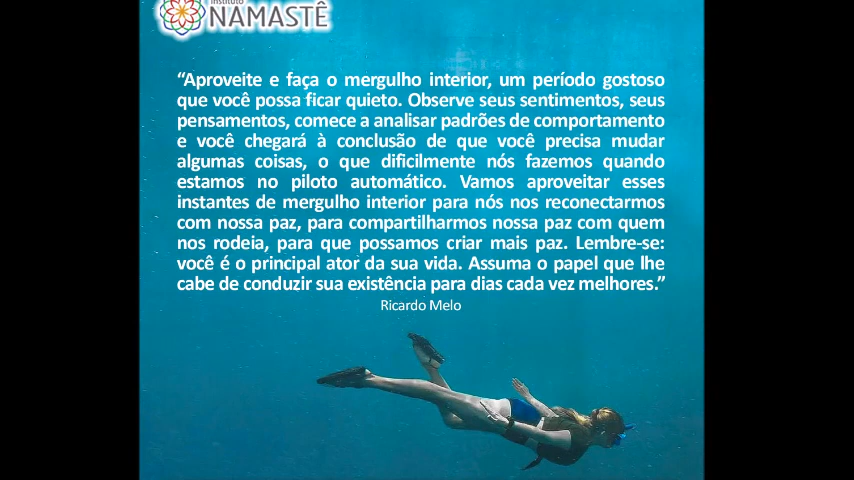 Instituto
NAMASTÊ
“Aproveite e faça o mergulho interior, um período gostoso
que você possa ficar quieto. Observe seus sentimentos, seus
pensamentos, comece a analisar padrões de comportamento
e você chegará à conclusão de que você precisa mudar
algumas coisas, o que dificilmente nós fazemos quando
estamos no piloto automático. Vamos aproveitar esses
instantes de mergulho interior para nós nos reconectarmos
com nossa paz, para compartilharmos nossa paz com quem
nos rodeia, para que possamos criar mais paz. Lembre-se:
você é o principal ator da sua vida. Assuma o papel que lhe
cabe de conduzir sua existência para dias cada vez melhores.”
Ricardo Melo